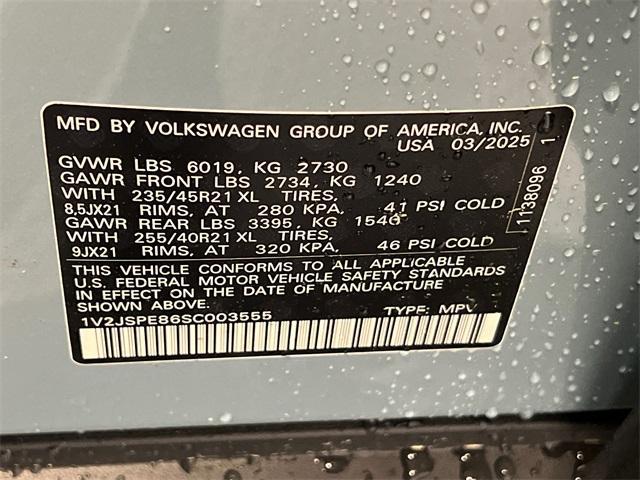 MFD BY VOLKSWAGEN GROUP OF AMERICA, INC.
USA 03/2025
GVWR LBS 6019, KG 2730
GAWR FRONT LBS 2734, KG 1240
WITH 235/45R21 XL TIRES,
8,5JX21 RIMS, AT 280 KPA, 41 PSI COLD
GAWR REAR LBS 3395, KG 1540
WITH 255/40R21 XL TIRES,
9JX21 RIMS, AT 320 KPA, 46 PSI COLD
THIS VEHICLE CONFORMS TO ALL APPLICABLE
U.S. FEDERAL MOTOR VEHICLE SAFETY STANDARDS
IN EFFECT ON THE DATE OF MANUFACTURE
SHOWN ABOVE.
1V2JSPE86SC003555 TYPE: MPV
1138096 1